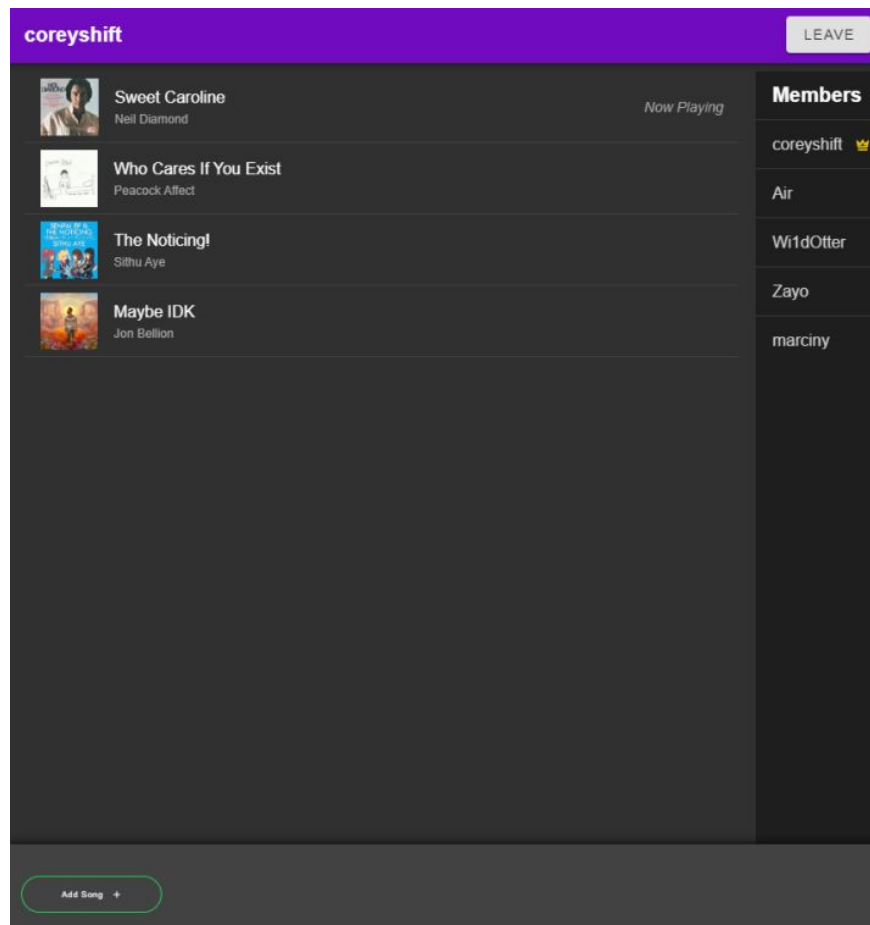 coreyshift
LEAVE
Sweet Caroline
Neil Diamond
Now Playing
Who Cares If You Exist
Peacock Affect
The Noticing!
Sithu Aye
Maybe IDK
Jon Bellion
Members
coreyshift
Air
Wi1dOtter
Zayo
marciny
Add Song +